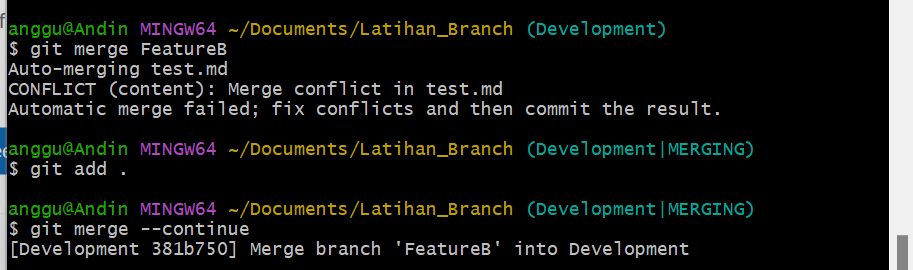 anggu@Andin MINGW64 ~/Documents/Latihan_Branch (Development)
$ git merge FeatureB
Auto-merging test.md
CONFLICT (content): Merge conflict in test.md
Automatic merge failed; fix conflicts and then commit the result.
anggu@Andin MINGW64 ~/Documents/Latihan_Branch (Development|MERGING)
$ git add .
anggu@Andin MINGW64 ~/Documents/Latihan_Branch (Development|MERGING)
$ git merge --continue
[Development 381b750] Merge branch 'FeatureB' into Development